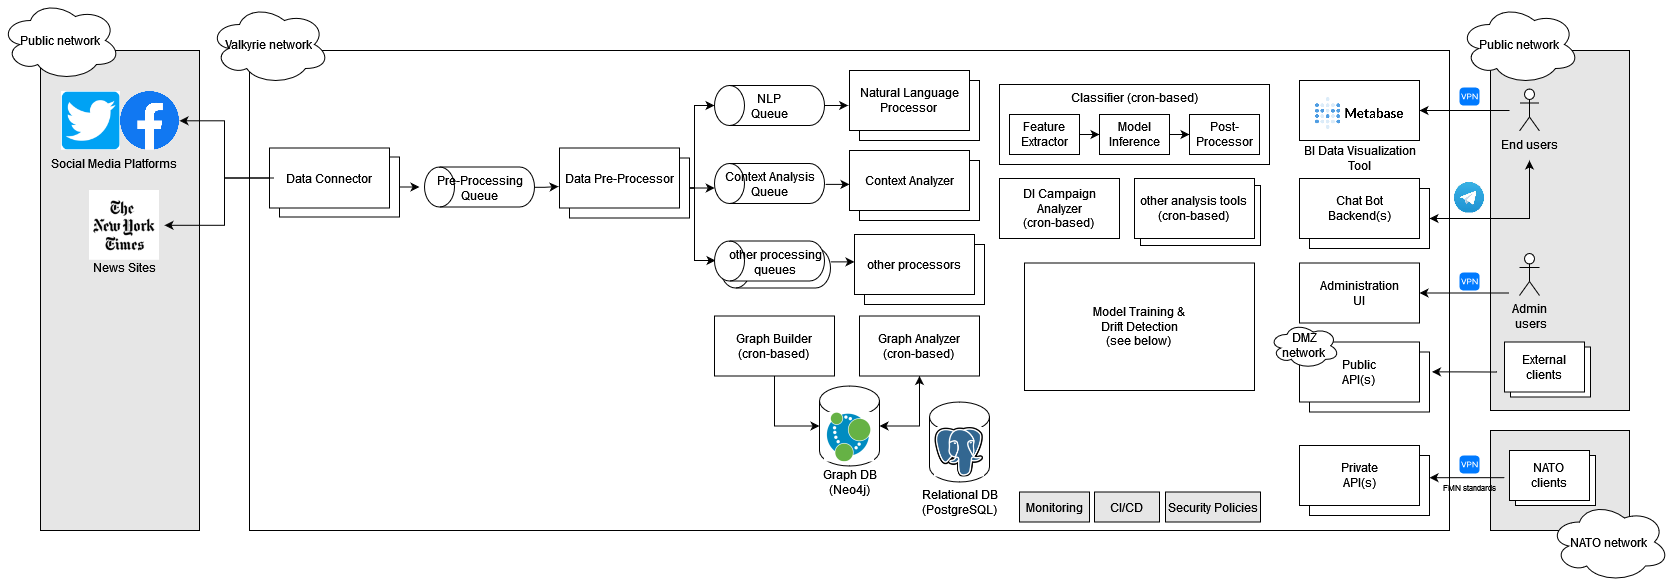 Public network
Social Media Platforms
The
New York
Times
News Sites
Valkyrie network
Data Connector
Pre-Processing
Queue
Data Pre-Processor
NLP
Queue
Context Analysis
Queue
other processing
queues
Natural Language
Processor
Context Analyzer
other processors
Graph Builder
(cron-based)
Graph Analyzer
(cron-based)
Graph DB
(Neo4j)
Relational DB
(PostgreSQL)
Classifier (cron-based)
Feature
Extractor
Model
Inference
Post-
Processor
DI Campaign
Analyzer
(cron-based)
other analysis tools
(cron-based)
Model Training &
Drift Detection
(see below)
Monitoring
CI/CD
Security Policies
Metabase
BI Data Visualization
Tool
Chat Bot
Backend(s)
Administration
UI
DMZ
network
Public
API(s)
Private
API(s)
VPN
VPN
VPN
FMN standards
Public network
End users
Admin
users
External
clients
NATO
clients
NATO network